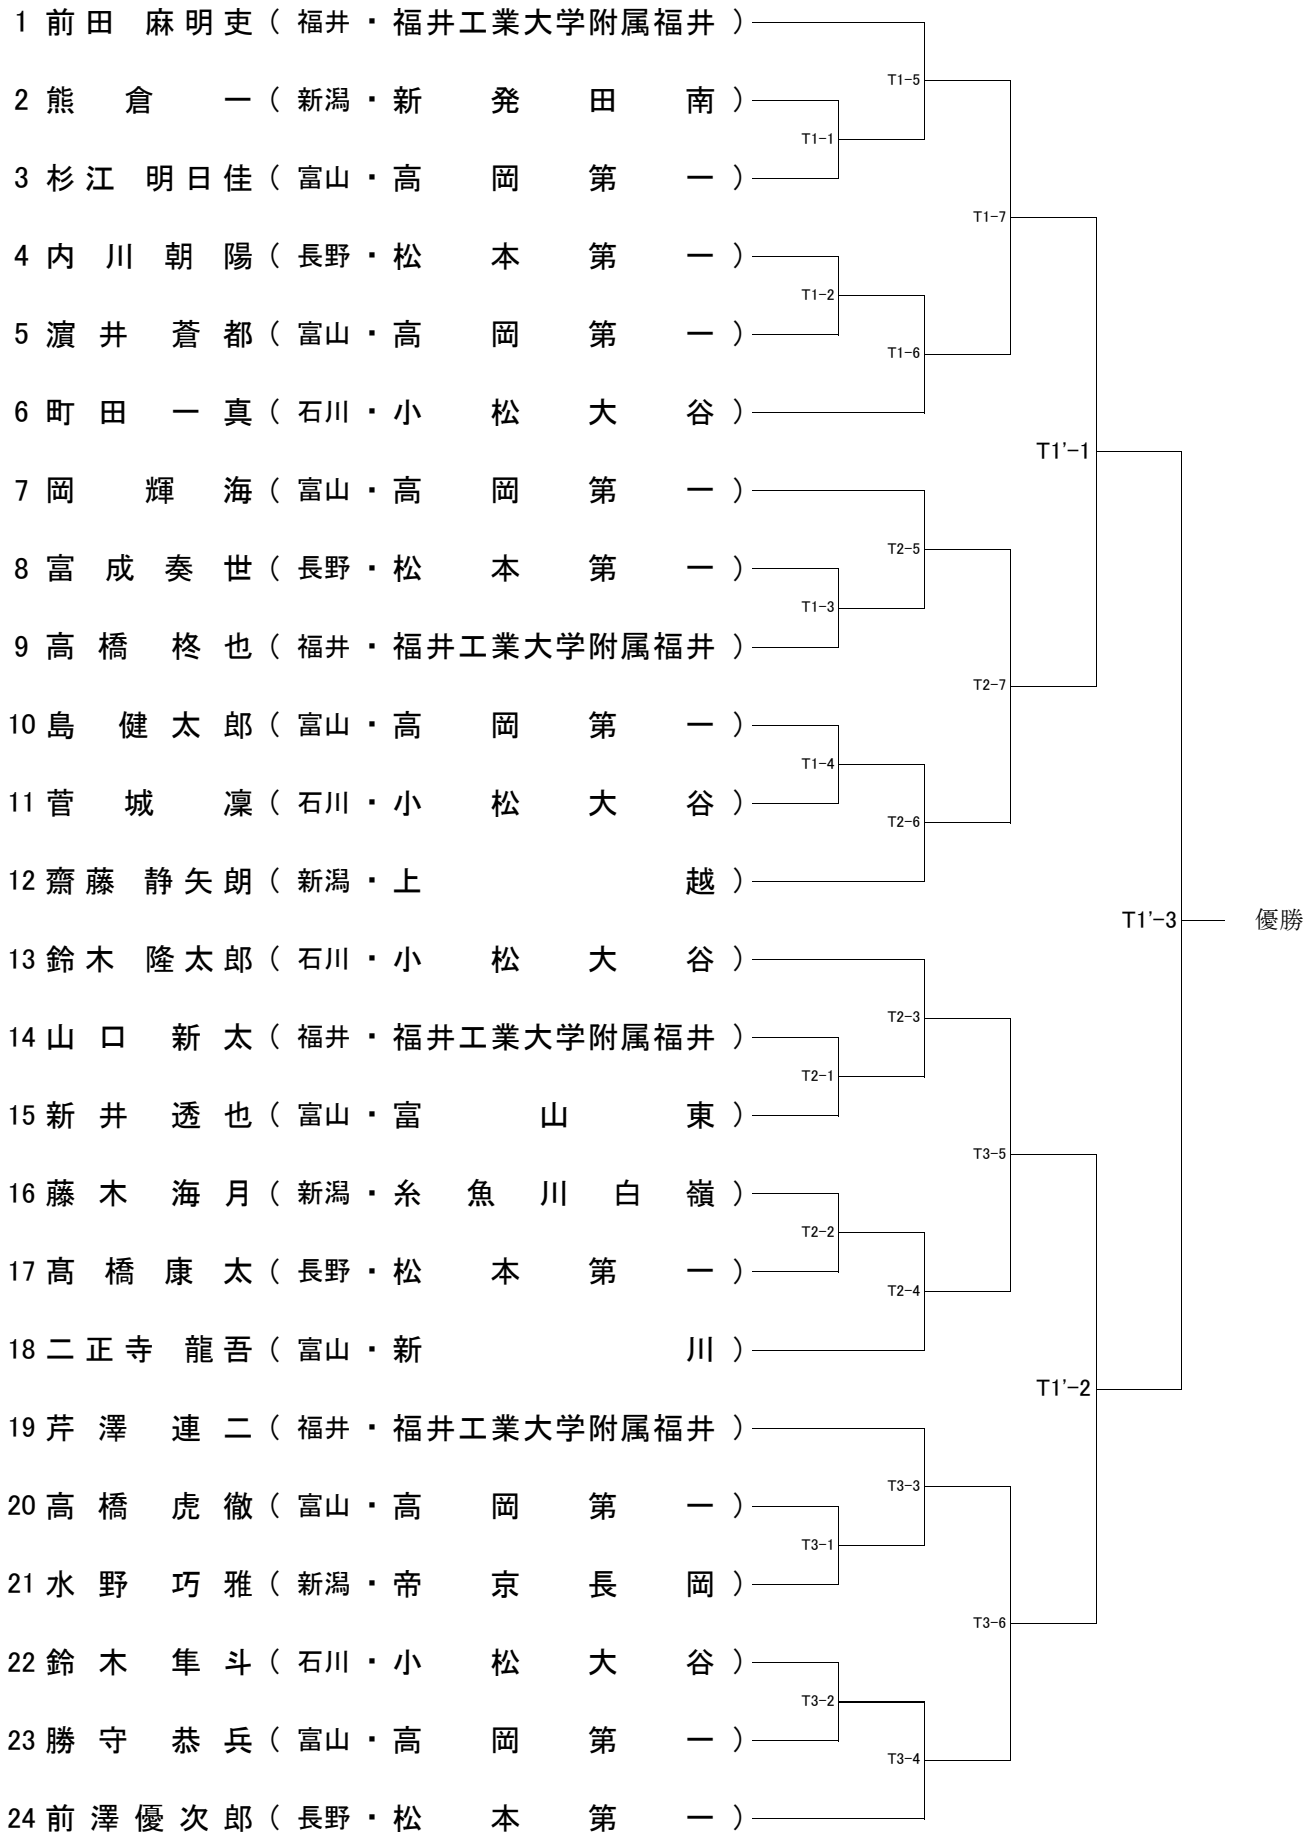 1 前田 麻明吏 ( 福井 ・ 福井工業大学附属福井 )
T1-5
2 熊倉 一 ( 新潟 ・ 新発田南 )
T1-1
3 杉江 明日佳 ( 富山 ・ 高岡第一 )
T1-7
4 内川 朝陽 ( 長野 ・ 松本第一 )
T1-2
5 濵井 蒼都 ( 富山 ・ 高岡第一 )
T1-6
6 町田 一真 ( 石川 ・ 小松大谷 )
T1'-1
7 岡 輝海 ( 富山 ・ 高岡第一 )
T2-5
8 富成 奏世 ( 長野 ・ 松本第一 )
T1-3
9 高橋 柊也 ( 福井 ・ 福井工業大学附属福井 )
T2-7
10 島 健太郎 ( 富山 ・ 高岡第一 )
T1-4
11 菅城 凜 ( 石川 ・ 小松大谷 )
T2-6
12 齋藤 静矢朗 ( 新潟 ・ 上越 )
T1'-3 優勝
13 鈴木 隆太郎 ( 石川 ・ 小松大谷 )
T2-3
14 山口 新太 ( 福井 ・ 福井工業大学附属福井 )
T2-1
15 新井 透也 ( 富山 ・ 富山東 )
T3-5
16 藤木 海月 ( 新潟 ・ 糸魚川白嶺 )
T2-2
17 髙橋 康太 ( 長野 ・ 松本第一 )
T2-4
18 二正寺 龍吾 ( 富山 ・ 新川 )
T1'-2
19 芹澤 連二 ( 福井 ・ 福井工業大学附属福井 )
T3-3
20 高橋 虎徹 ( 富山 ・ 高岡第一 )
T3-1
21 水野 巧雅 ( 新潟 ・ 帝京長岡 )
T3-6
22 鈴木 隼斗 ( 石川 ・ 小松大谷 )
T3-2
23 勝守 恭兵 ( 富山 ・ 高岡第一 )
T3-4
24 前澤 優次郎 ( 長野 ・ 松本第一 )